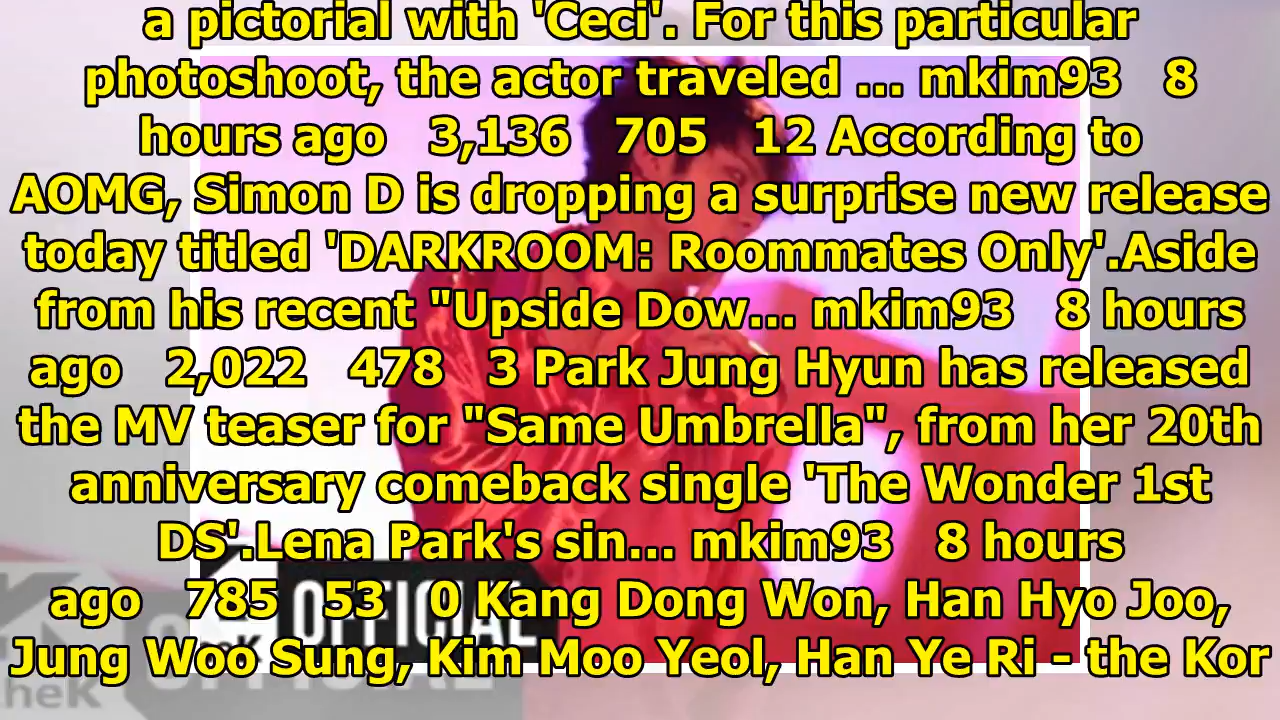 a pictorial with 'Ceci'. For this particular
photoshoot, the actor traveled ... mkim93 8
hours ago 3,136 705 12 According to
AOMG, Simon D is dropping a surprise new release
today titled 'DARKROOM: Roommates Only'.Aside
from his recent "Upside Dow... mkim93 8 hours
ago 2,022 478 3 Park Jung Hyun has released
the MV teaser for "Same Umbrella", from her 20th
anniversary comeback single 'The Wonder 1st
DS'.Lena Park's sin... mkim93 8 hours
ago 785 53 0 Kang Dong Won, Han Hyo Joo,
Jung Woo Sung, Kim Moo Yeol, Han Ye Ri - the Kor
OFFICIAL
OFFICIAL
theK